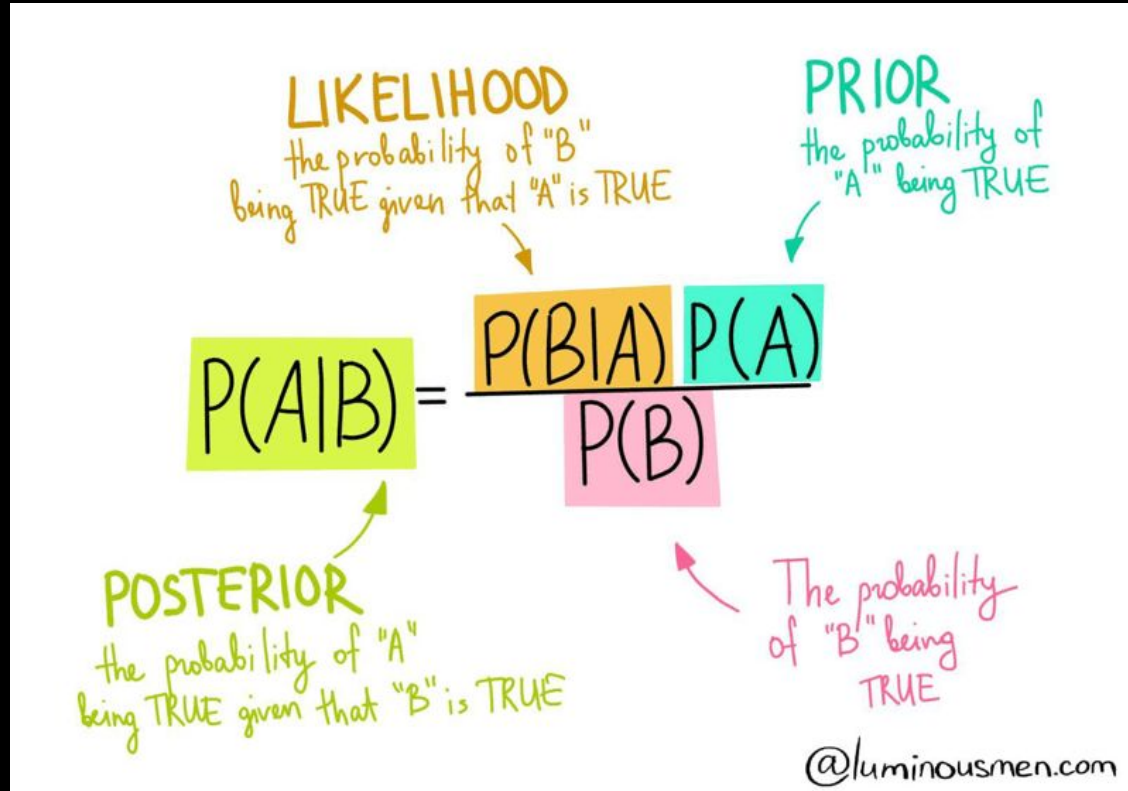 LIKELIHOOD
the probability of "B"
being TRUE given that "A" is TRUE
PRIOR
the probability of
"A" being TRUE
P(A|B) = P(B|A) P(A)
P(B)
POSTERIOR
the probability of "A"
being TRUE given that "B" is TRUE
The probability
of "B" being
TRUE
@luminousmen.com